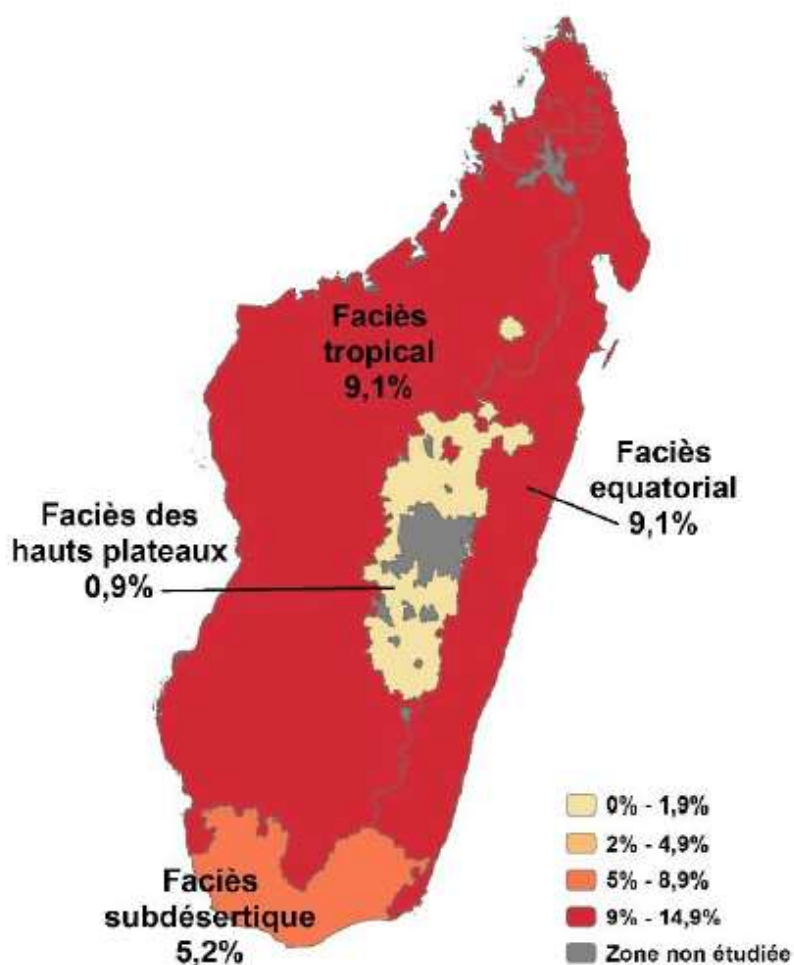 Faciès
tropical
9,1%
Faciès
equatorial
9,1%
Faciès des
hauts plateaux
0,9%
Faciès
subdésertique
5,2%
0% - 1,9%
2% - 4,9%
5% - 8,9%
9% - 14,9%
Zone non étudiée